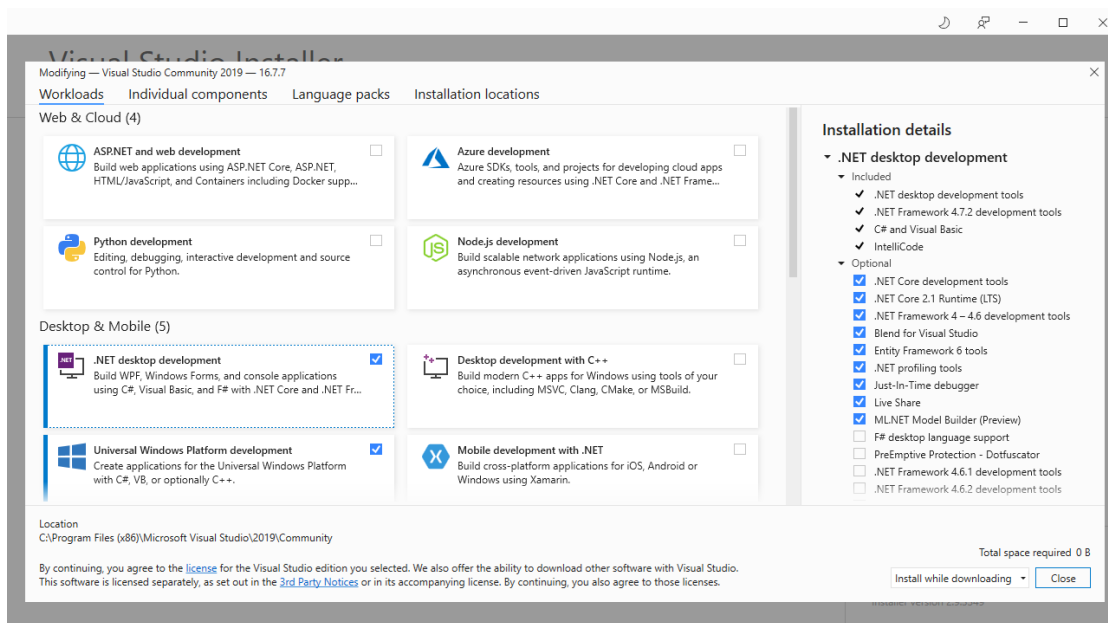 Visual Studio Installer
Modifying — Visual Studio Community 2019 — 16.7.7
Workloads
Individual components
Language packs
Installation locations
Web & Cloud (4)
ASP.NET and web development
Build web applications using ASP.NET Core, ASP.NET,
HTML/JavaScript, and Containers including Docker supp...
Azure development
Azure SDKs, tools, and projects for developing cloud apps
and creating resources using .NET Core and .NET Frame...
Python development
Editing, debugging, interactive development and source
control for Python.
Node.js development
Build scalable network applications using Node.js, an
asynchronous event-driven JavaScript runtime.
Desktop & Mobile (5)
.NET
.NET desktop development
Build WPF, Windows Forms, and console applications
using C#, Visual Basic, and F# with .NET Core and .NET Fr...
Desktop development with C++
Build modern C++ apps for Windows using tools of your
choice, including MSVC, Clang, CMake, or MSBuild.
Universal Windows Platform development
Create applications for the Universal Windows Platform
with C#, VB, or optionally C++.
Mobile development with .NET
Build cross-platform applications for iOS, Android or
Windows using Xamarin.
Installation details
.NET desktop development
Included
.NET desktop development tools
.NET Framework 4.7.2 development tools
C# and Visual Basic
IntelliCode
Optional
.NET Core development tools
.NET Core 2.1 Runtime (LTS)
.NET Framework 4 – 4.6 development tools
Blend for Visual Studio
Entity Framework 6 tools
.NET profiling tools
Just-In-Time debugger
Live Share
ML.NET Model Builder (Preview)
F# desktop language support
PreEmptive Protection - Dotfuscator
.NET Framework 4.6.1 development tools
.NET Framework 4.6.2 development tools
Location
C:\Program Files (x86)\Microsoft Visual Studio\2019\Community
By continuing, you agree to the license for the Visual Studio edition you selected. We also offer the ability to download other software with Visual Studio.
This software is licensed separately, as set out in the 3rd Party Notices or in its accompanying license. By continuing, you also agree to those licenses.
Total space required 0 B
Install while downloading
Close